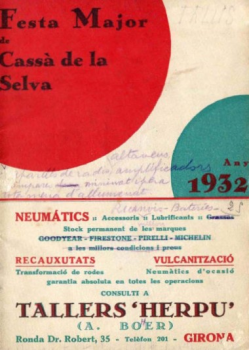 Festa Major
de
Cassà de la
Selva
Any
1932
NEUMÀTICS :: Accessoris :: Lubrificants ::
Stock permanent de les marques
GOODYEAR - FIRESTONE - PIRELLI - MICHELIN
a les millors condicions i preus
RECAUXUTATS
VULCANITZACIÓ
Transformació de rodes
Neumàtics d'ocasió
garantia absoluta en totes les operacions
CONSULTI A
TALLERS 'HERPU'
(A. BOHER)
Ronda Dr. Robert, 35 - Telèfon 201 - GIRONA